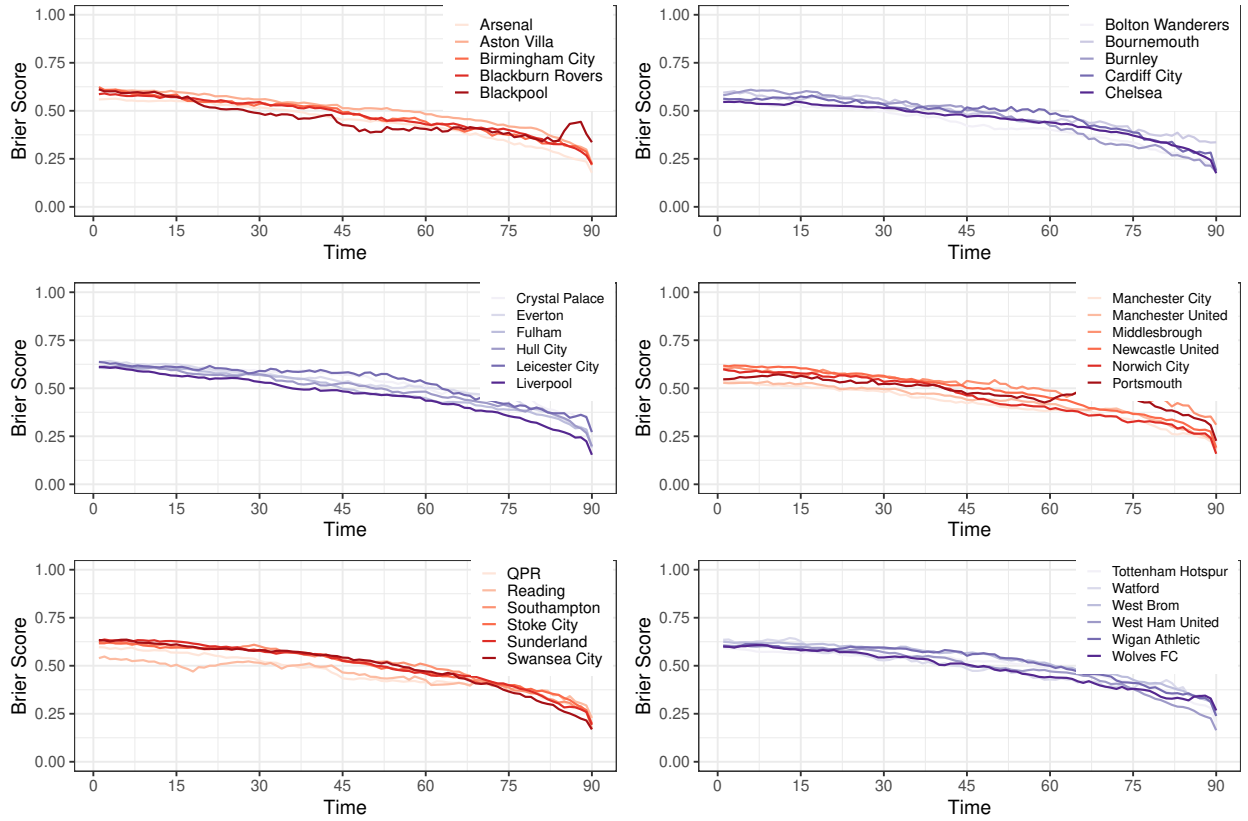 1.00
0.75
0.50
0.25
0.00
Brier Score
0 15 30 45 60 75 90
Time
Arsenal
Aston Villa
Birmingham City
Blackburn Rovers
Blackpool
1.00
0.75
0.50
0.25
0.00
Brier Score
0 15 30 45 60 75 90
Time
Bolton Wanderers
Bournemouth
Burnley
Cardiff City
Chelsea
1.00
0.75
0.50
0.25
0.00
Brier Score
0 15 30 45 60 75 90
Time
Crystal Palace
Everton
Fulham
Hull City
Leicester City
Liverpool
1.00
0.75
0.50
0.25
0.00
Brier Score
0 15 30 45 60 75 90
Time
Manchester City
Manchester United
Middlesbrough
Newcastle United
Norwich City
Portsmouth
1.00
0.75
0.50
0.25
0.00
Brier Score
0 15 30 45 60 75 90
Time
QPR
Reading
Southampton
Stoke City
Sunderland
Swansea City
1.00
0.75
0.50
0.25
0.00
Brier Score
0 15 30 45 60 75 90
Time
Tottenham Hotspur
Watford
West Brom
West Ham United
Wigan Athletic
Wolves FC